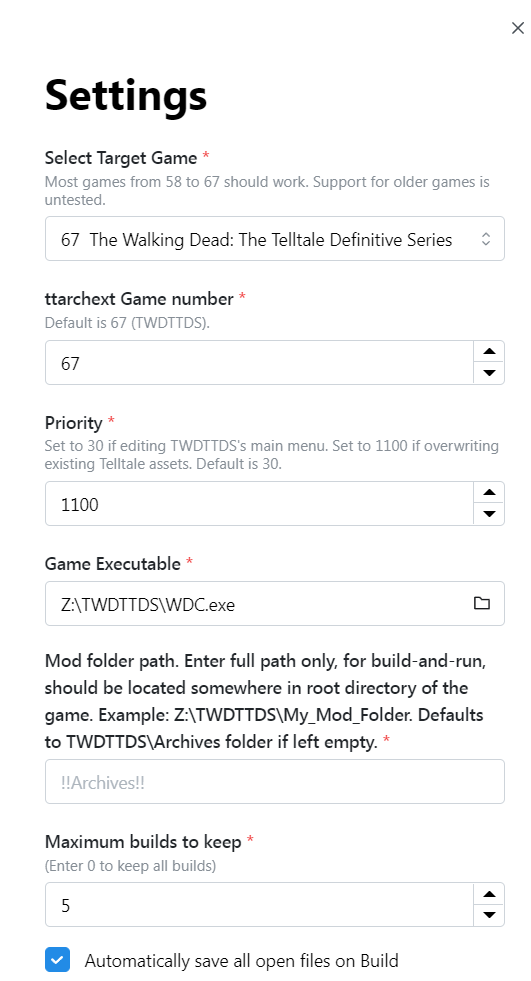 Settings
Select Target Game *
Most games from 58 to 67 should work. Support for older games is
untested.
67 The Walking Dead: The Telltale Definitive Series
ttarchext Game number *
Default is 67 (TWDTTDS).
67
Priority *
Set to 30 if editing TWDTTDS's main menu. Set to 1100 if overwriting
existing Telltale assets. Default is 30.
1100
Game Executable *
Z:\TWDTTDS\WDC.exe
Mod folder path. Enter full path only, for build-and-run,
should be located somewhere in root directory of the
game. Example: Z:\TWDTTDS\My_Mod_Folder. Defaults
to TWDTTDS\Archives folder if left empty. *
!!Archives!!
Maximum builds to keep *
(Enter 0 to keep all builds)
5
Automatically save all open files on Build